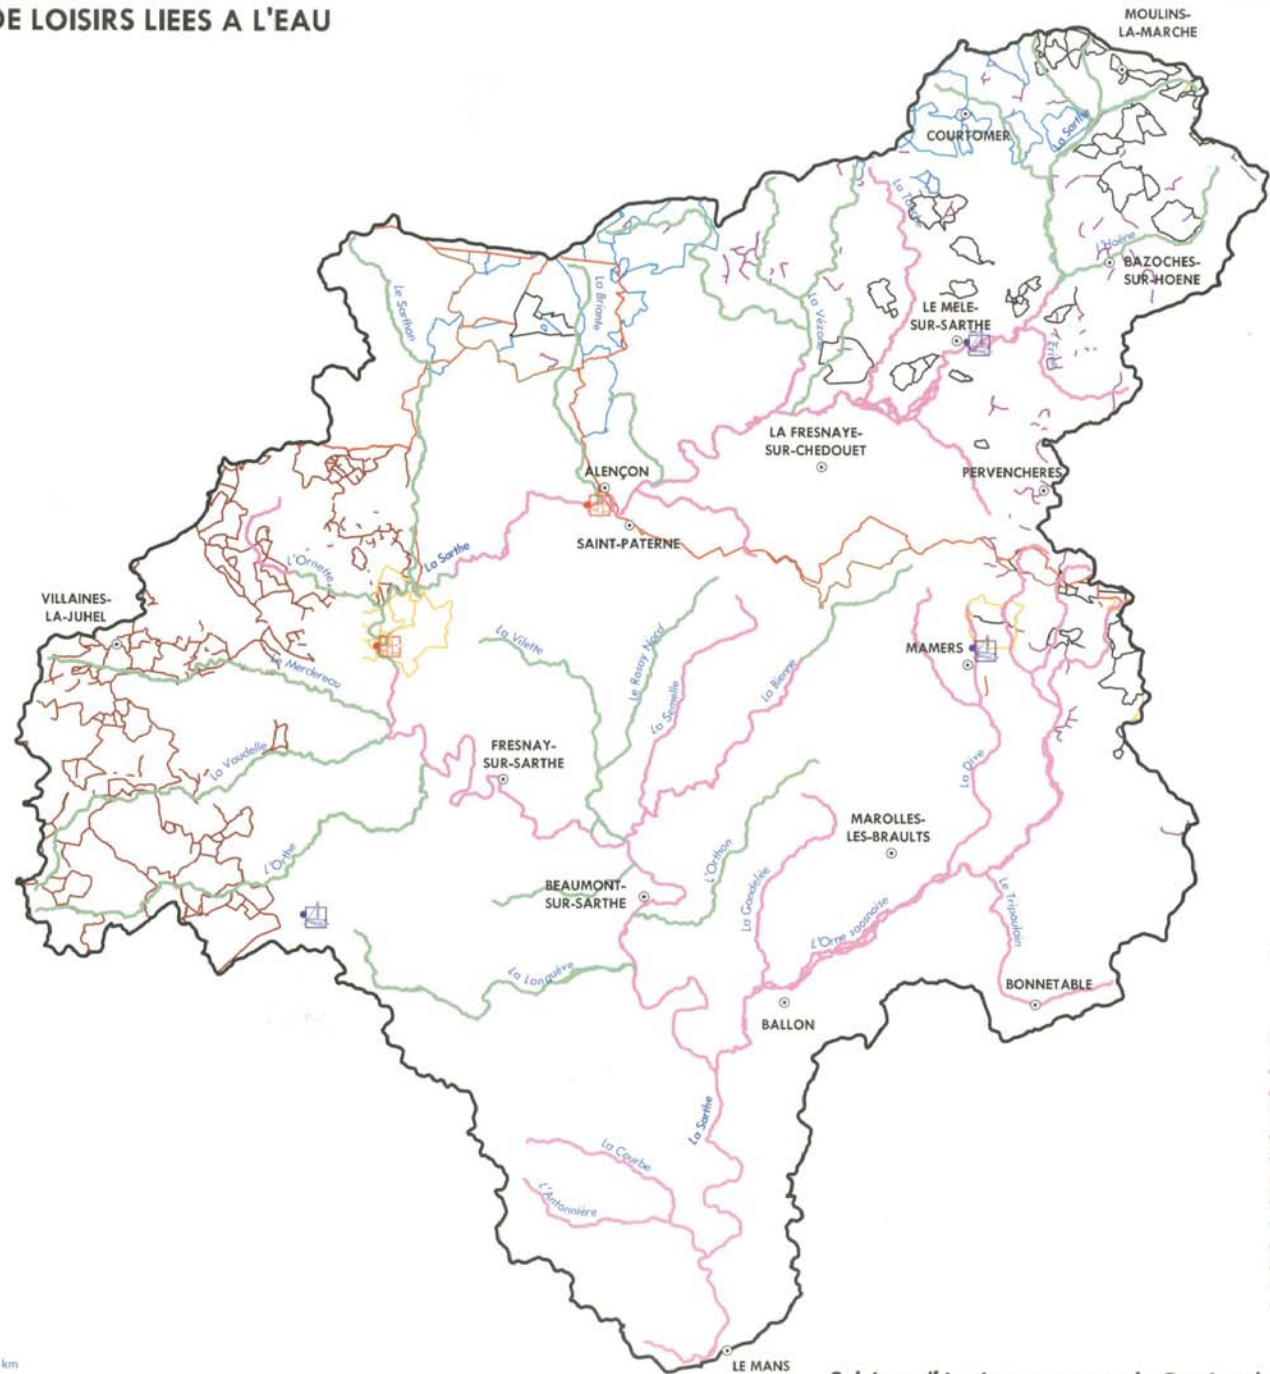 DE LOISIRS LIEES A L'EAU
MOULINS-
LA-MARCHE
COURTOMER
La Sarthe
La Tanche
L'Hoëne
BAZOCHES-
SUR-HOENE
Le Sarthon
La Briante
La Vézone
LE MELE-
SUR-SARTHE
L'Erine
LA FRESNAYE-
SUR-CHEDOUET
PERVENCHERES
ALENÇON
SAINT-PATERNE
La Sarthe
L'Ornette
VILLAINES-
LA-JUHEL
Le Merdereau
La Vilette
Le Rosay Nord
La Semelle
La Bienne
MAMERS
La Vaudelle
FRESNAY-
SUR-SARTHE
La Dive
MAROLLES-
LES-BRAULTS
L'Orthe
L'Orthon
BEAUMONT-
SUR-SARTHE
La Gandelée
L'Orne saosnoise
Le Tripoulain
La Longuève
BONNETABLE
BALLON
La Sarthe
La Courbe
L'Antonnière
km
LE MANS